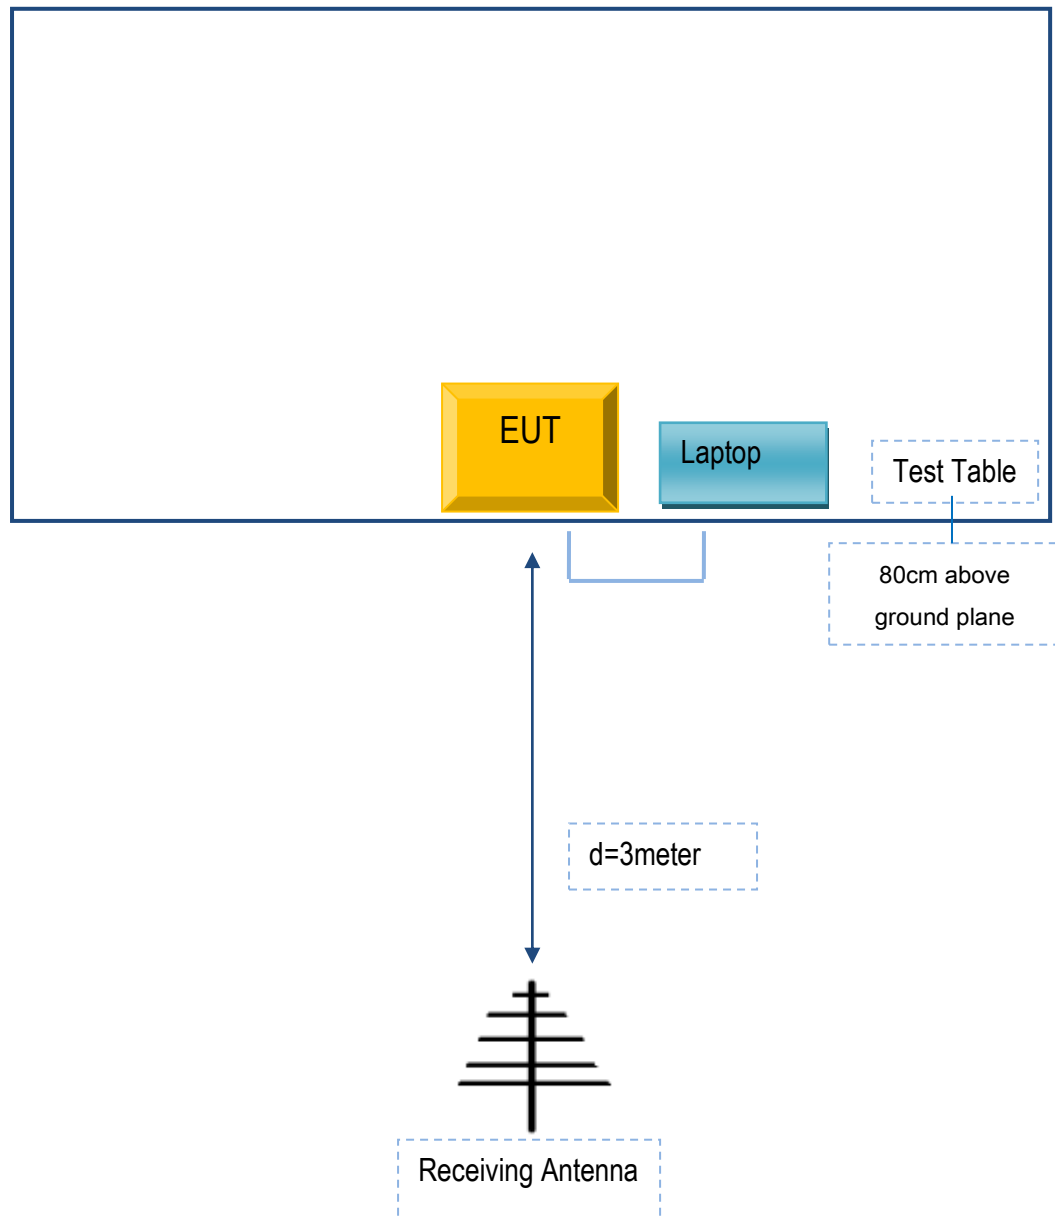 EUT
Laptop
Test Table
80cm above
ground plane
d=3meter
Receiving Antenna